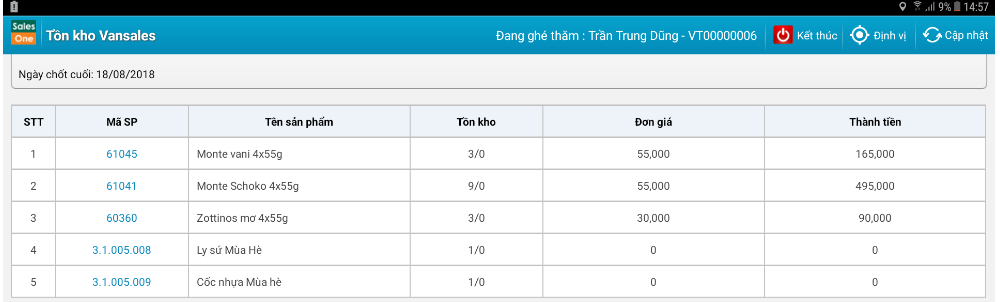 9% 14:57
Sales One Tồn kho Vansales Đang ghé thăm : Trần Trung Dũng - VT00000006 Kết thúc Định vị Cập nhật
Ngày chốt cuối: 18/08/2018
STT Mã SP Tên sản phẩm Tồn kho Đơn giá Thành tiền
1 61045 Monte vani 4x55g 3/0 55,000 165,000
2 61041 Monte Schoko 4x55g 9/0 55,000 495,000
3 60360 Zottinos mơ 4x55g 3/0 30,000 90,000
4 3.1.005.008 Ly sứ Mùa Hè 1/0 0 0
5 3.1.005.009 Cốc nhựa Mùa hè 1/0 0 0